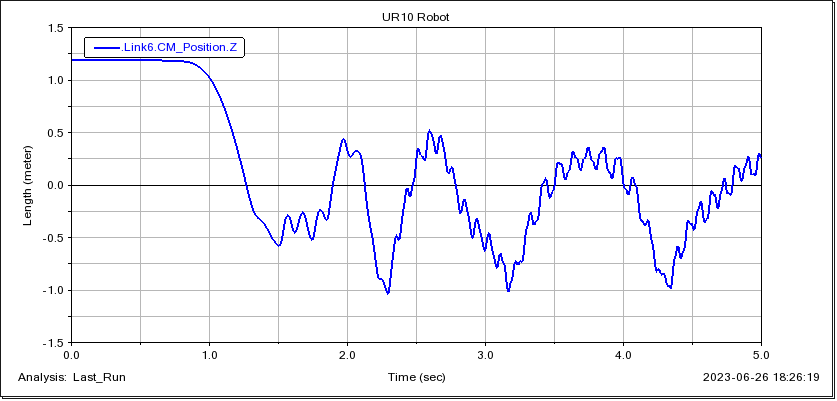 UR10 Robot
1.5
.Link6.CM_Position.Z
1.0
0.5
0.0
-0.5
-1.0
-1.5
Length (meter)
0.0 1.0 2.0 3.0 4.0 5.0
Analysis: Last_Run Time (sec) 2023-06-26 18:26:19